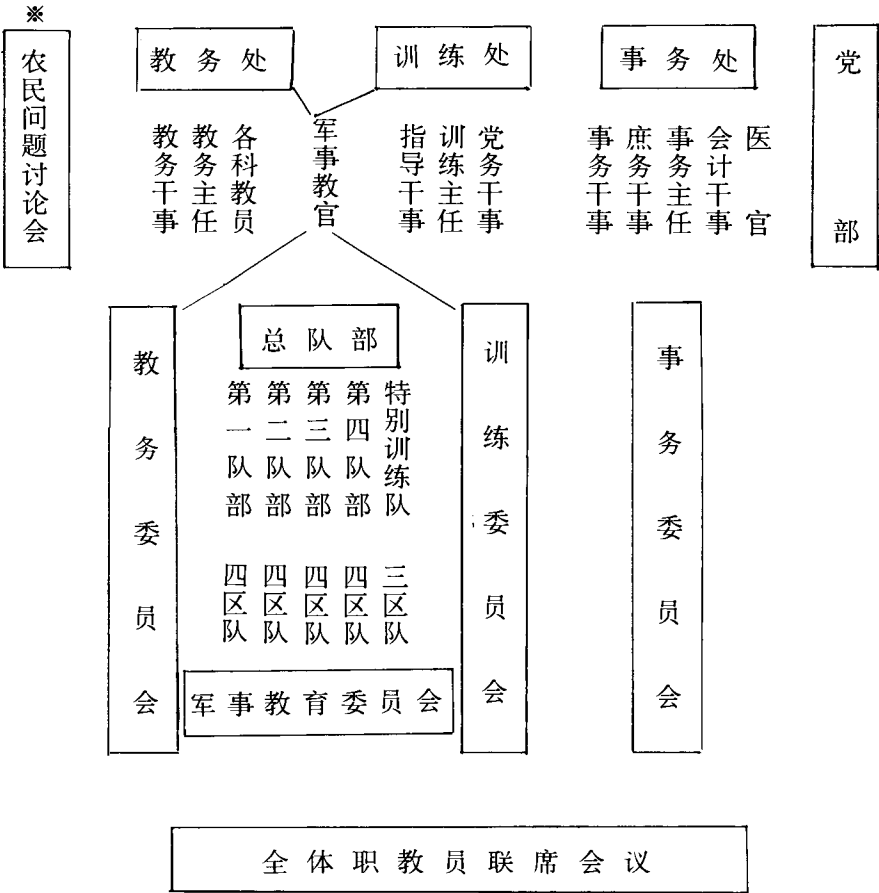 ※
农民问题讨论会
教务处
训练处
事务处
党部
教务干事
教务主任
各科教员
军事教官
指导干事
训练主任
党务干事
事务干事
庶务干事
事务主任
会计干事
医官
教务委员会
总队部
第一队部
第二队部
第三队部
第四队部
特别训练队
四区队
四区队
四区队
四区队
三区队
军事教育委员会
训练委员会
事务委员会
全体职教员联席会议